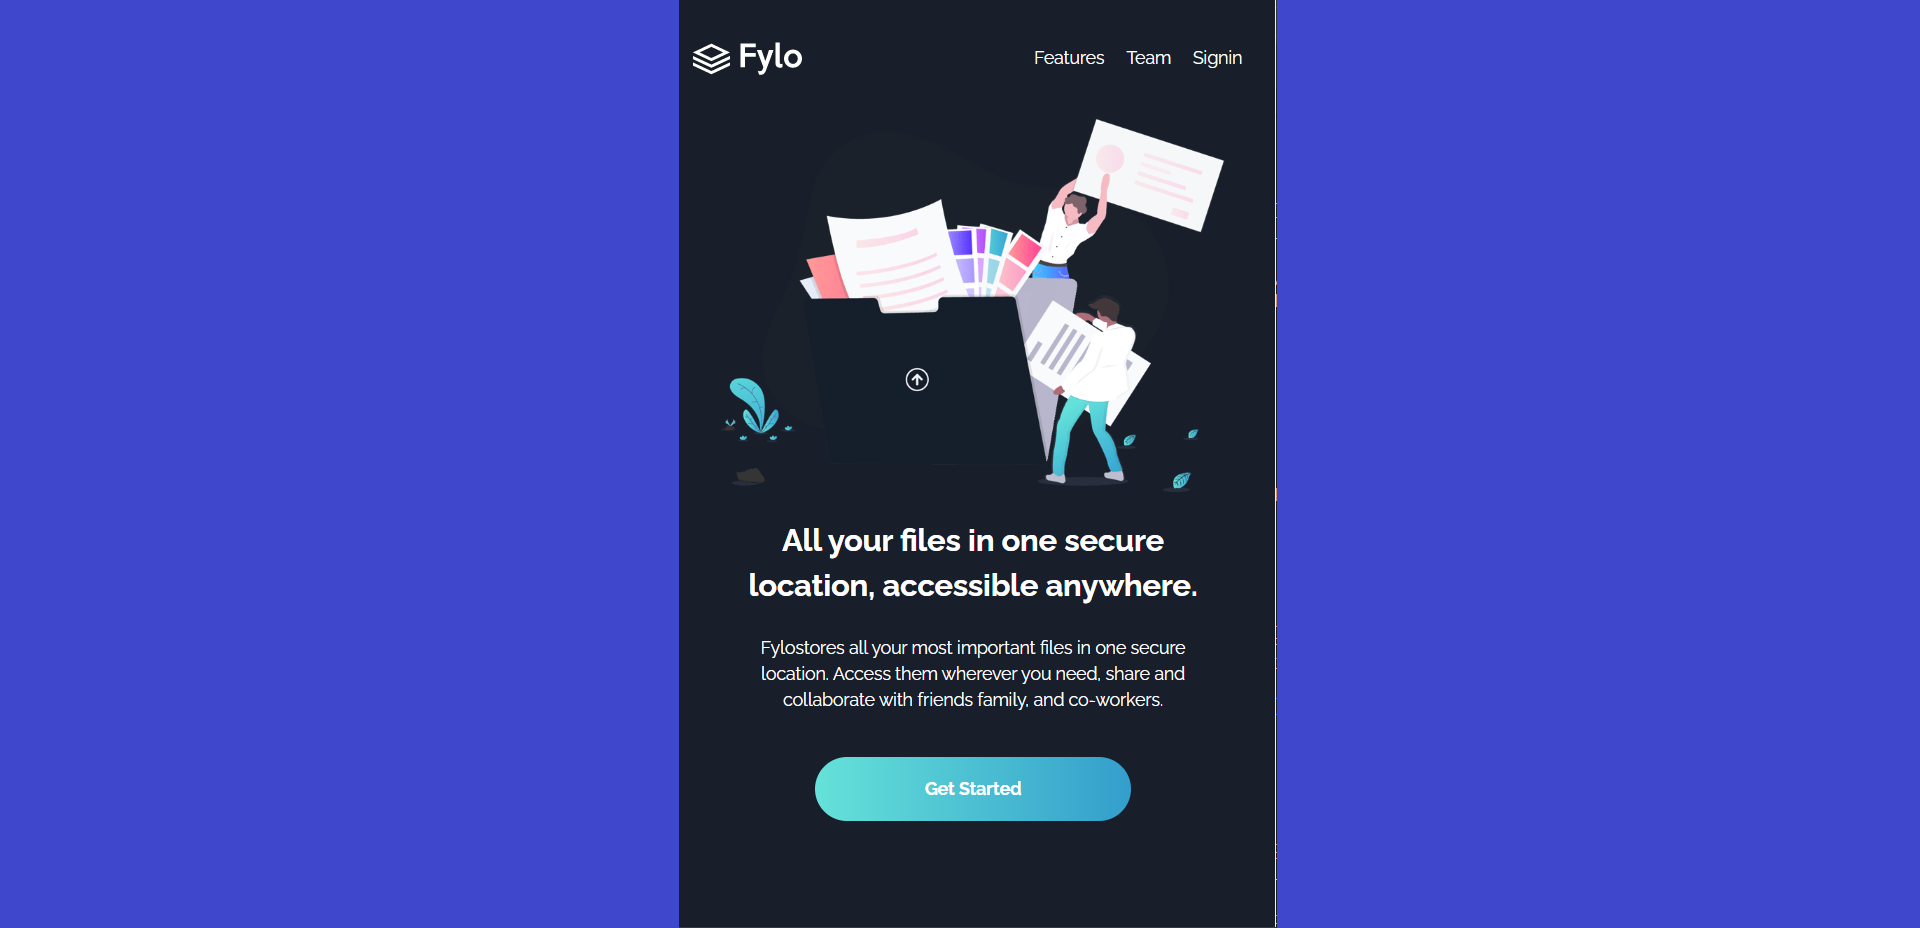 Fylo
Features Team Signin
All your files in one secure
location, accessible anywhere.
Fylostores all your most important files in one secure
location. Access them wherever you need, share and
collaborate with friends family, and co-workers.
Get Started